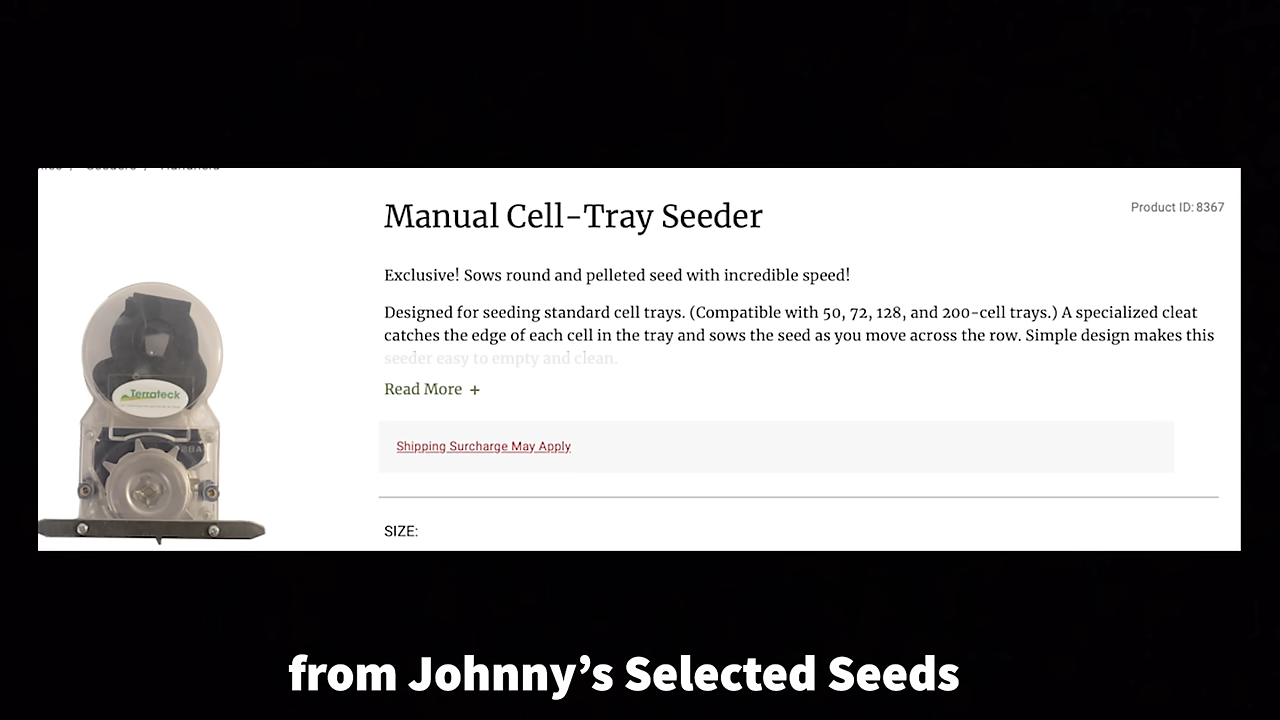 Manual Cell-Tray Seeder
Product ID: 8367
Exclusive! Sows round and pelleted seed with incredible speed!
Designed for seeding standard cell trays. (Compatible with 50, 72, 128, and 200-cell trays.) A specialized cleat
catches the edge of each cell in the tray and sows the seed as you move across the row. Simple design makes this
seeder easy to empty and clean.
Read More +
Terrateck
Shipping Surcharge May Apply
SIZE:
from Johnny’s Selected Seeds